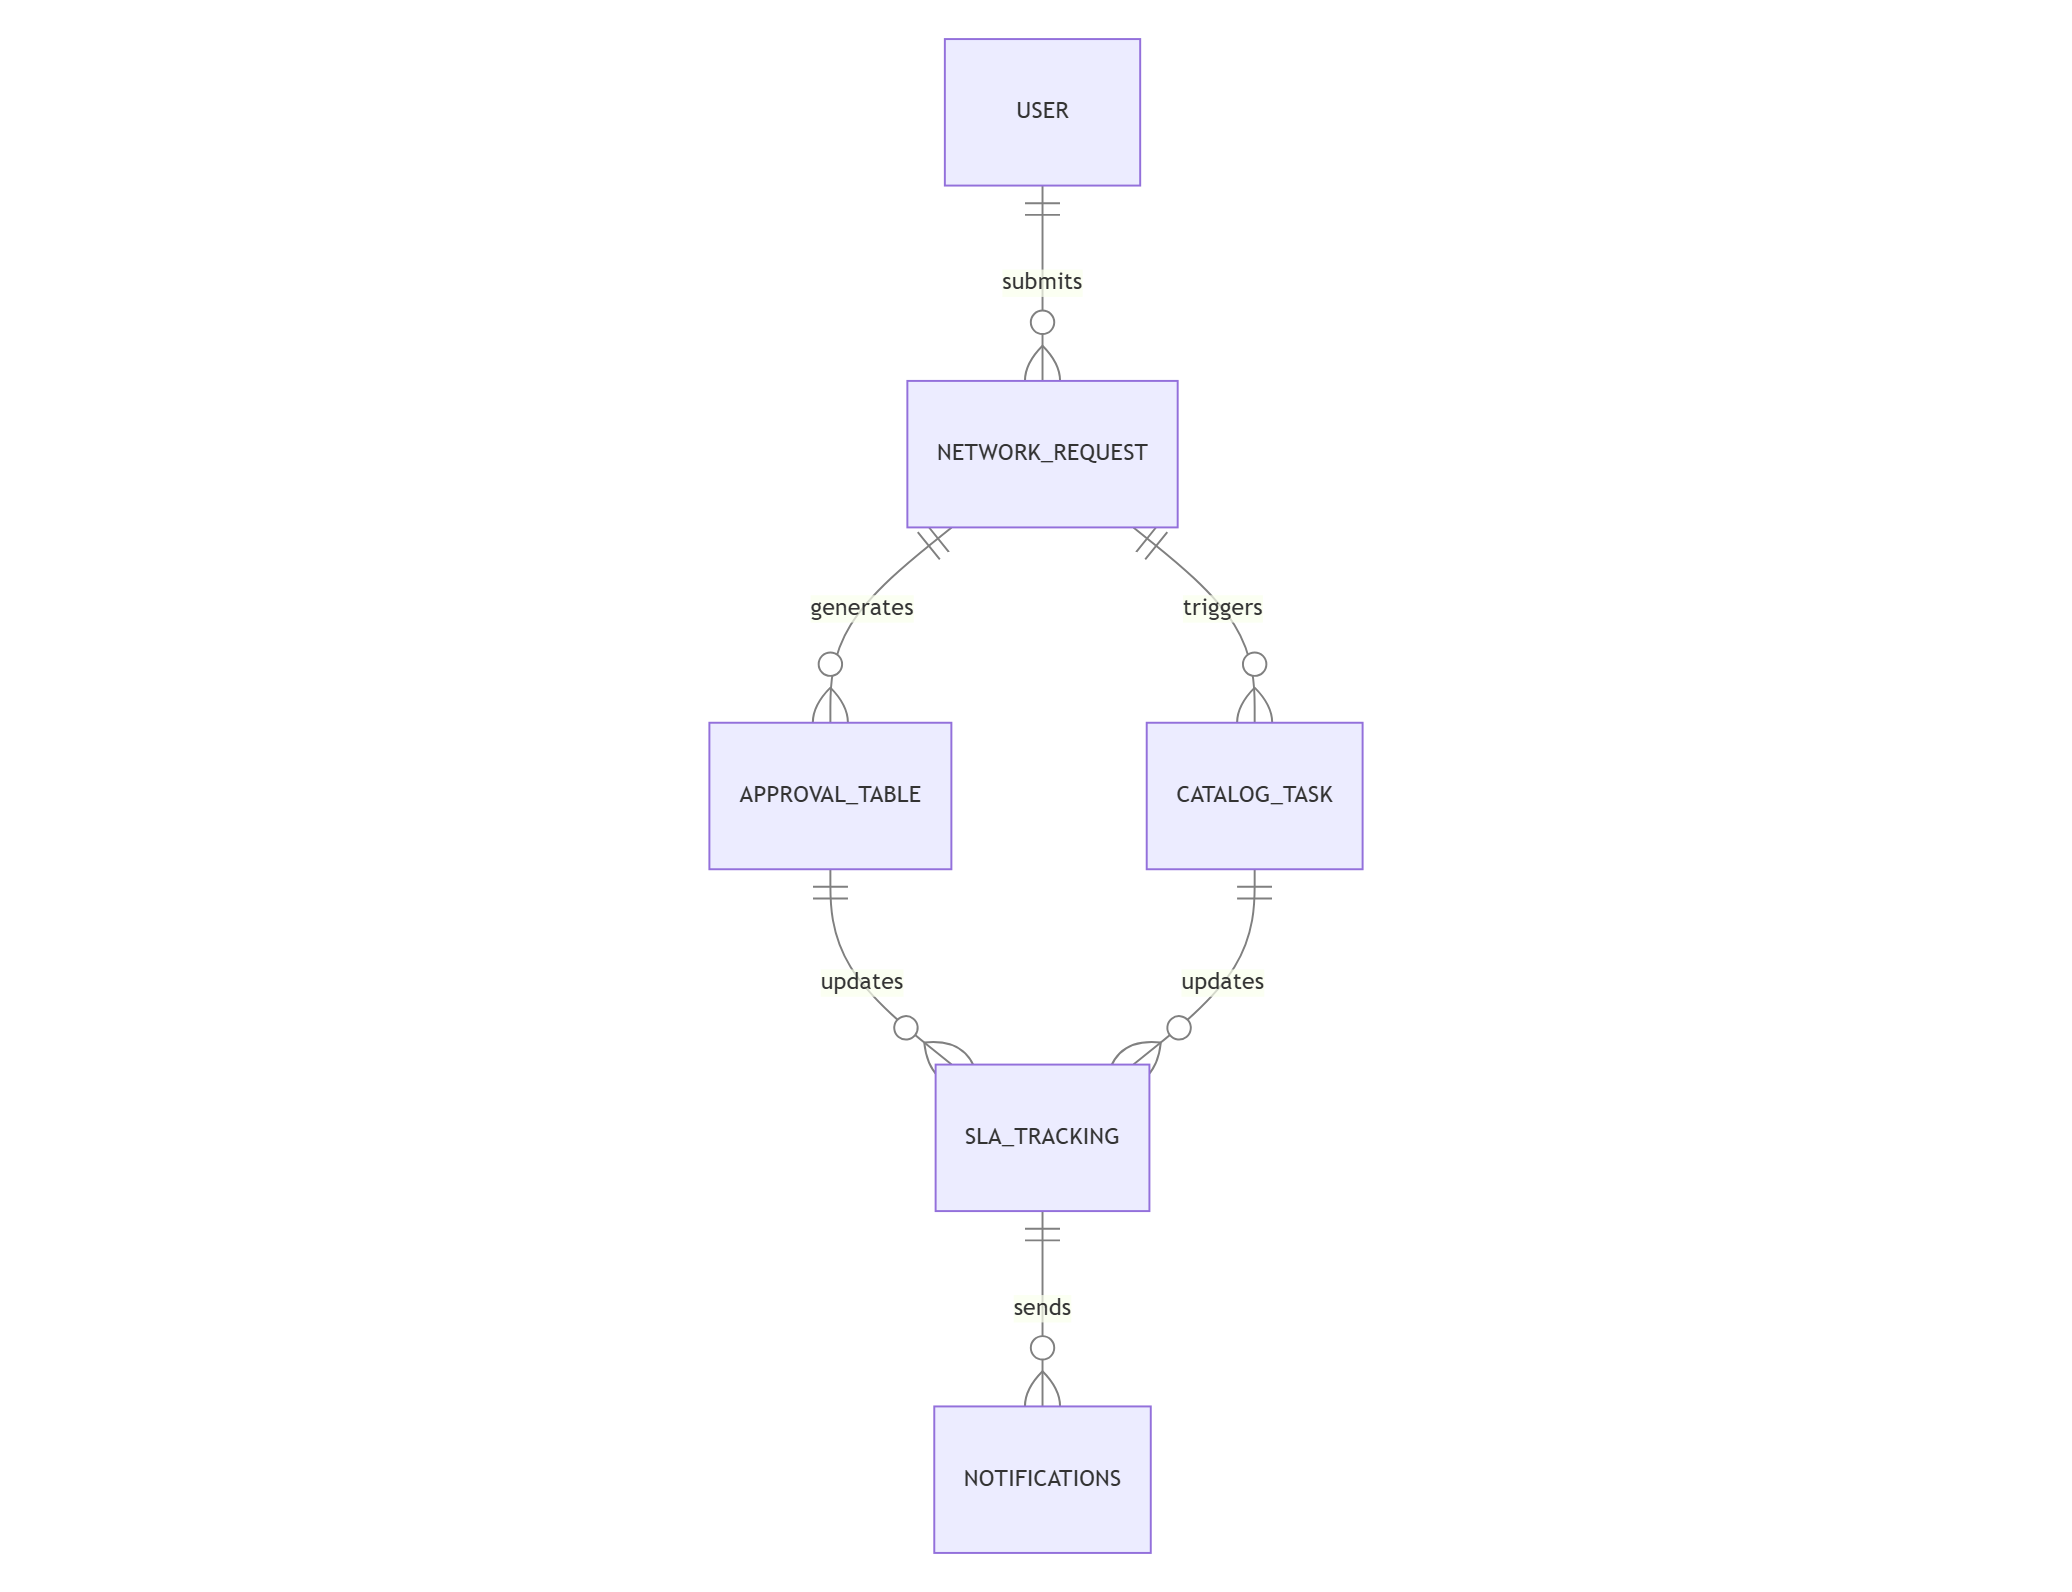 USER
submits
NETWORK_REQUEST
generates
triggers
APPROVAL_TABLE
CATALOG_TASK
updates
updates
SLA_TRACKING
sends
NOTIFICATIONS